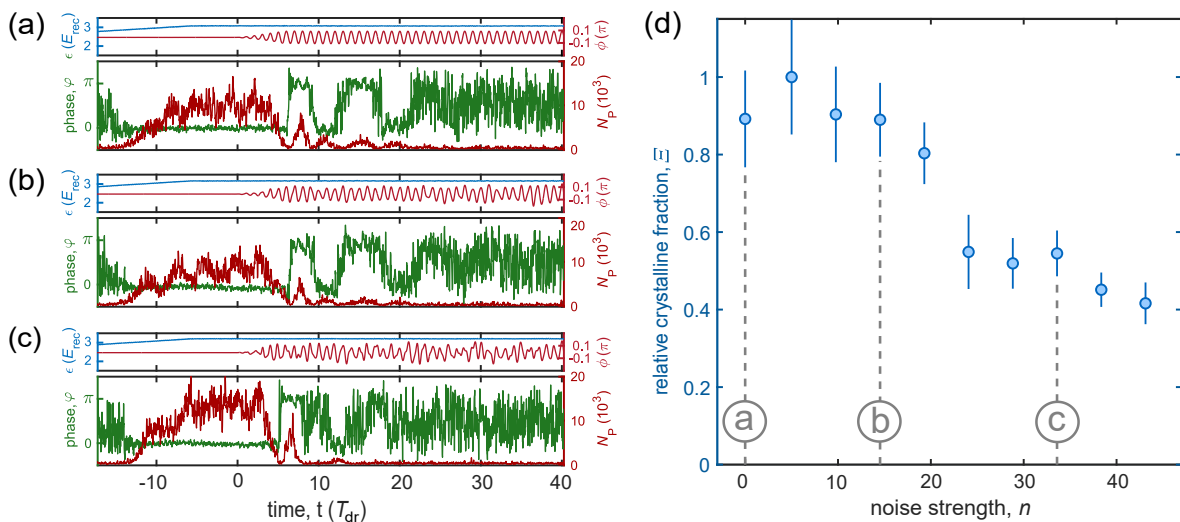 (a)
ϵ (E_rec)
3
2
0.1
-0.1
ϕ (π)
phase, φ
π
0
20
10
0
N_P (10³)
(b)
ϵ (E_rec)
3
2
0.1
-0.1
ϕ (π)
phase, φ
π
0
20
10
0
N_P (10³)
(c)
ϵ (E_rec)
3
2
0.1
-0.1
ϕ (π)
phase, φ
π
0
20
10
0
N_P (10³)
-10 0 10 20 30 40
time, t (T_dr)
(d)
relative crystalline fraction, Ξ
1
0.8
0.6
0.4
0.2
0
a b c
0 10 20 30 40
noise strength, n